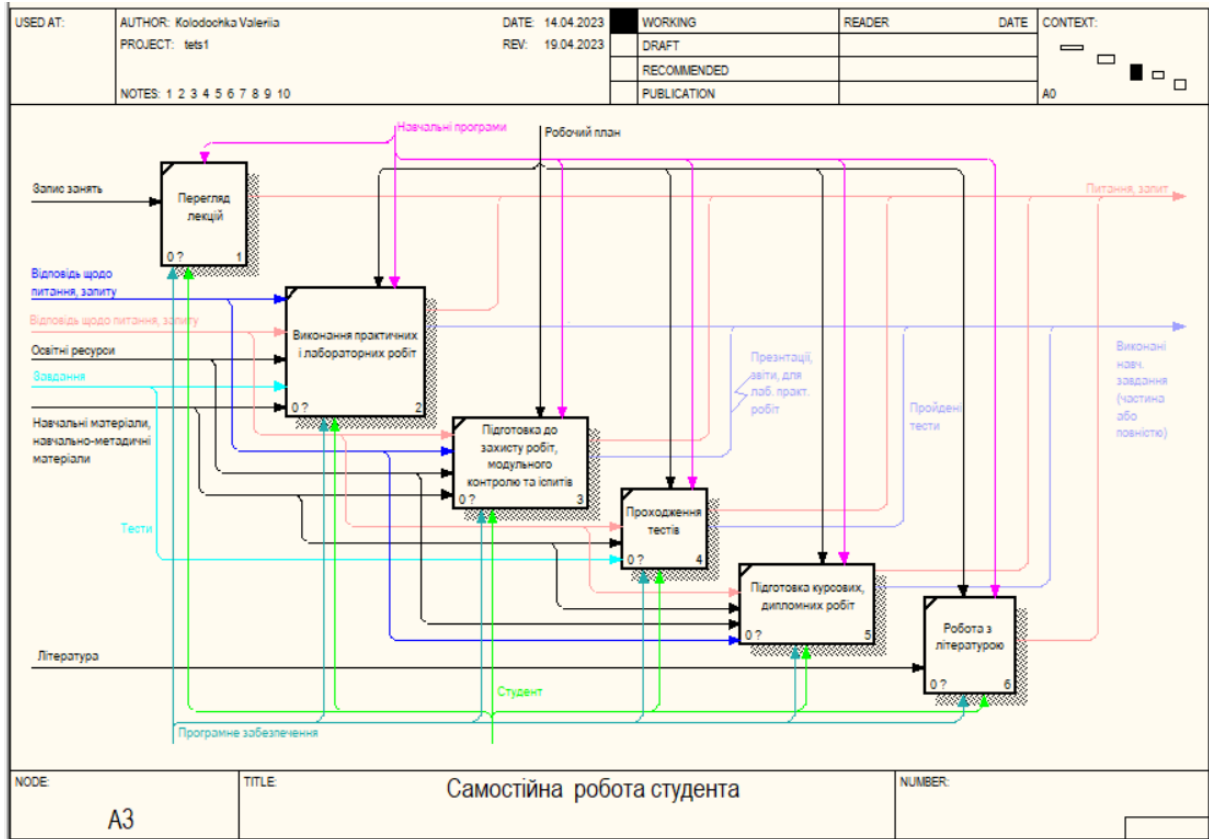 USED AT:
AUTHOR: Kolodochka Valeriia
DATE: 14.04.2023
WORKING
READER
DATE
CONTEXT:
PROJECT: tets1
REV: 19.04.2023
DRAFT
RECOMMENDED
NOTES: 1 2 3 4 5 6 7 8 9 10
PUBLICATION
A0
Навчальні програми
Робочий план
Запис занять
Перегляд
лекцій
0 ?
1
Питання, запит
Відповідь щодо
питання, запиту
Відповідь щодо питання, запиту
Освітні ресурси
Завдання
Навчальні матеріали,
навчально-метадичні
матеріали
Виконання практичних
і лабораторних робіт
0 ?
2
Презнтації,
звіти, для
лаб. практ.
робіт
Пройдені
тести
Виконані
навч.
завдання
(частина
або
повністю)
Підготовка до
захисту робіт,
модульного
контролю та іспитів
0 ?
3
Тести
Проходження
тестів
0 ?
4
Підготовка курсових,
дипломних робіт
0 ?
5
Робота з
літературою
0 ?
6
Література
Студент
Програмне забезпечення
NODE:
A3
TITLE:
Самостійна робота студента
NUMBER: